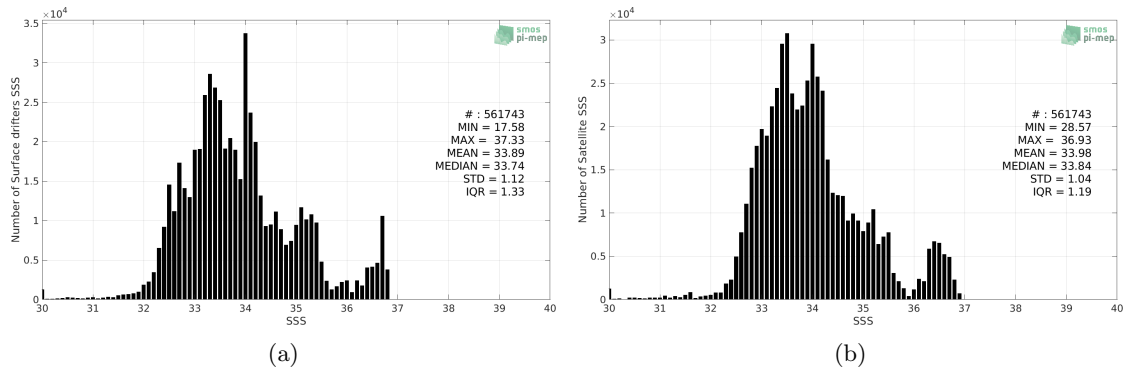 ×10^4
3.5
3
2.5
2
1.5
1
0.5
0
Number of Surface drifters SSS
smos
pi-mep
# : 561743
MIN = 17.58
MAX = 37.33
MEAN = 33.89
MEDIAN = 33.74
STD = 1.12
IQR = 1.33
30 31 32 33 34 35 36 37 38 39 40
SSS
(a)
×10^4
3
2.5
2
1.5
1
0.5
0
Number of Satellite SSS
smos
pi-mep
# : 561743
MIN = 28.57
MAX = 36.93
MEAN = 33.98
MEDIAN = 33.84
STD = 1.04
IQR = 1.19
30 31 32 33 34 35 36 37 38 39 40
SSS
(b)